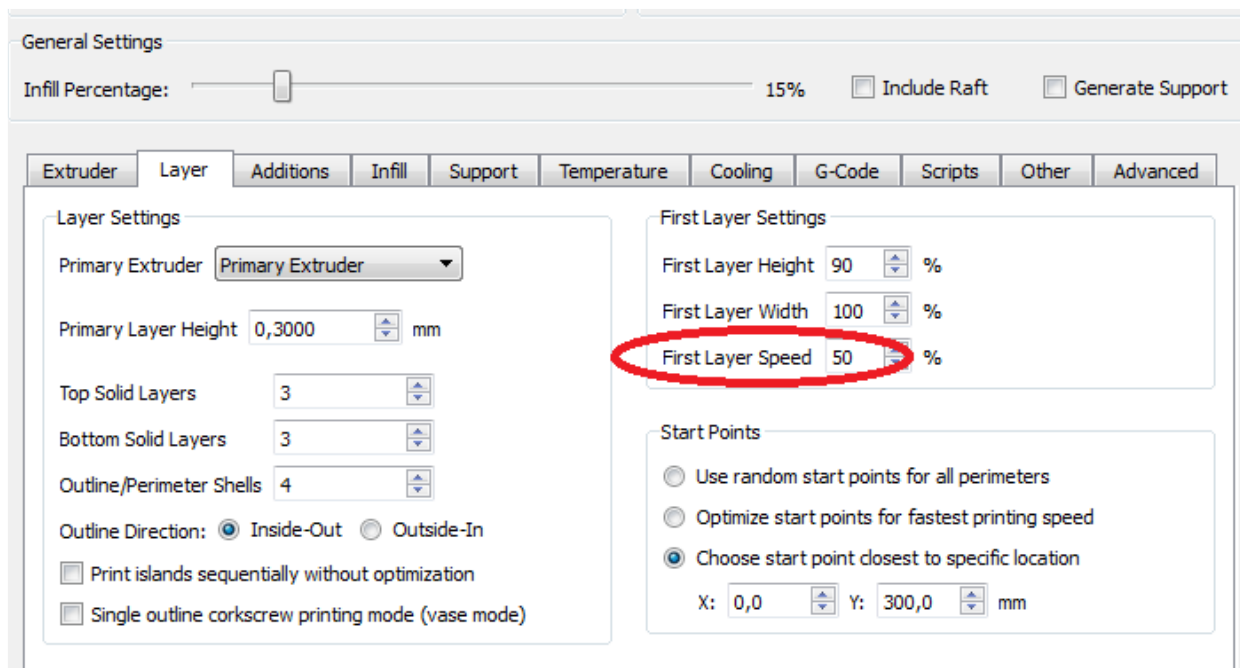 General Settings
Infill Percentage: 15% Include Raft Generate Support
Extruder Layer Additions Infill Support Temperature Cooling G-Code Scripts Other Advanced
Layer Settings
Primary Extruder Primary Extruder
Primary Layer Height 0,3000 mm
Top Solid Layers 3
Bottom Solid Layers 3
Outline/Perimeter Shells 4
Outline Direction: Inside-Out Outside-In
Print islands sequentially without optimization
Single outline corkscrew printing mode (vase mode)
First Layer Settings
First Layer Height 90 %
First Layer Width 100 %
First Layer Speed 50 %
Start Points
Use random start points for all perimeters
Optimize start points for fastest printing speed
Choose start point closest to specific location
X: 0,0 Y: 300,0 mm